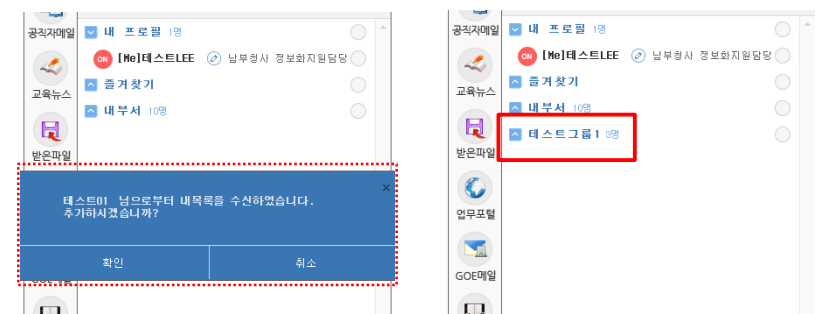 공직자메일
내 프로필 1명
ON [Me]테스트LEE 남부청사 정보화지원담당
교육뉴스
즐겨찾기
내부서 10명
받은파일
테스트01 님으로부터 내목록을 수신하였습니다.
추가하시겠습니까?
×
확인
취소
공직자메일
내 프로필 1명
ON [Me]테스트LEE 남부청사 정보화지원담당
교육뉴스
즐겨찾기
내부서 10명
테스트그룹1 3명
받은파일
업무포털
GOE메일